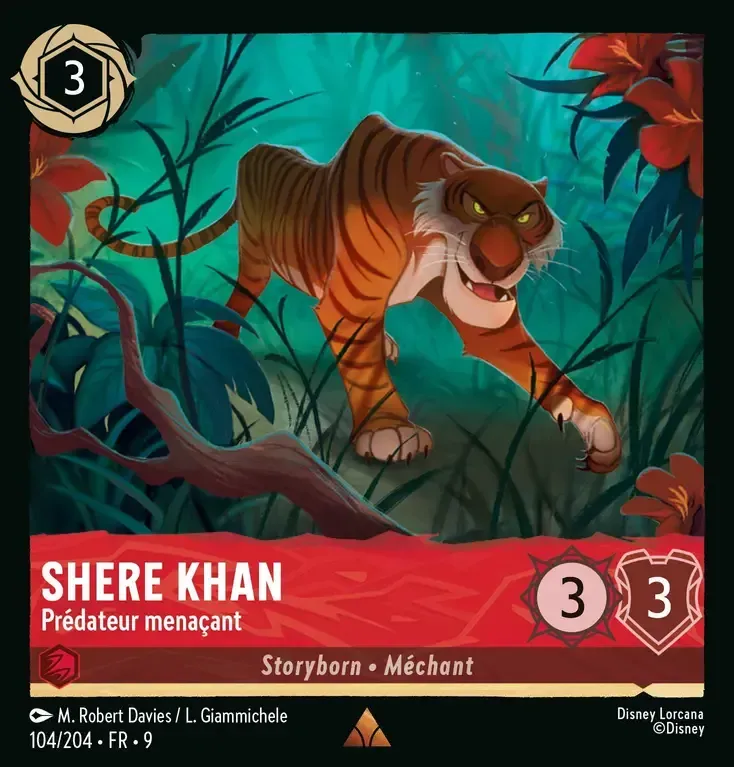 3
SHERE KHAN
Prédateur menaçant
3
3
Storyborn • Méchant
M. Robert Davies / L. Giammichele
Disney Lorcana
104/204 • FR • 9
©Disney